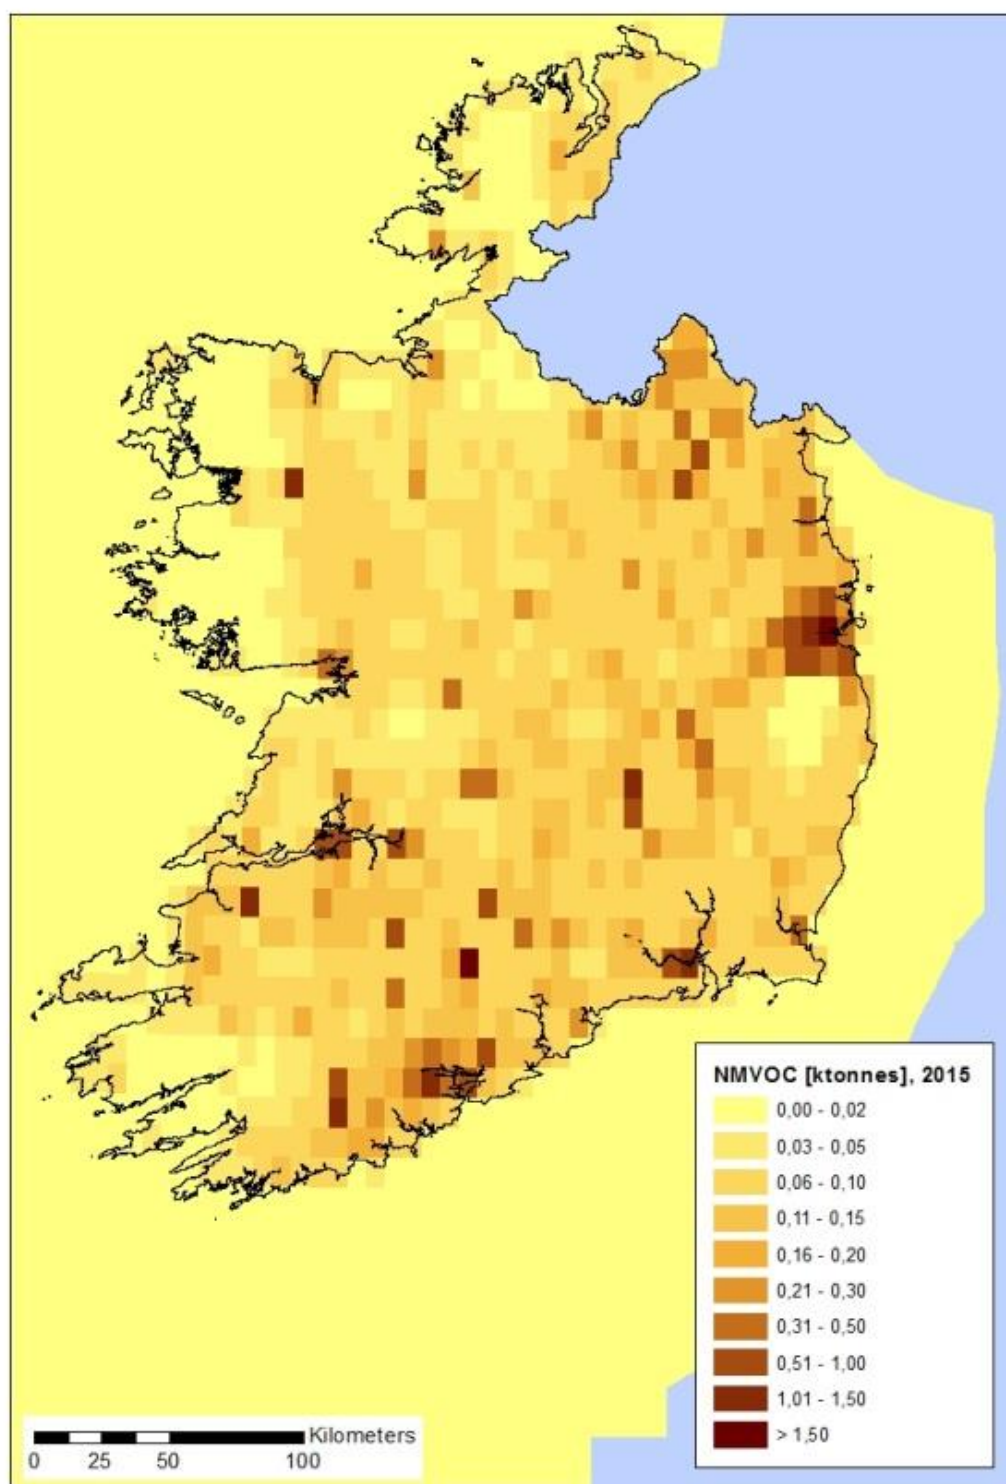 NMVOC [ktonnes], 2015
0,00 - 0,02
0,03 - 0,05
0,06 - 0,10
0,11 - 0,15
0,16 - 0,20
0,21 - 0,30
0,31 - 0,50
0,51 - 1,00
1,01 - 1,50
> 1,50
Kilometers
0 25 50 100